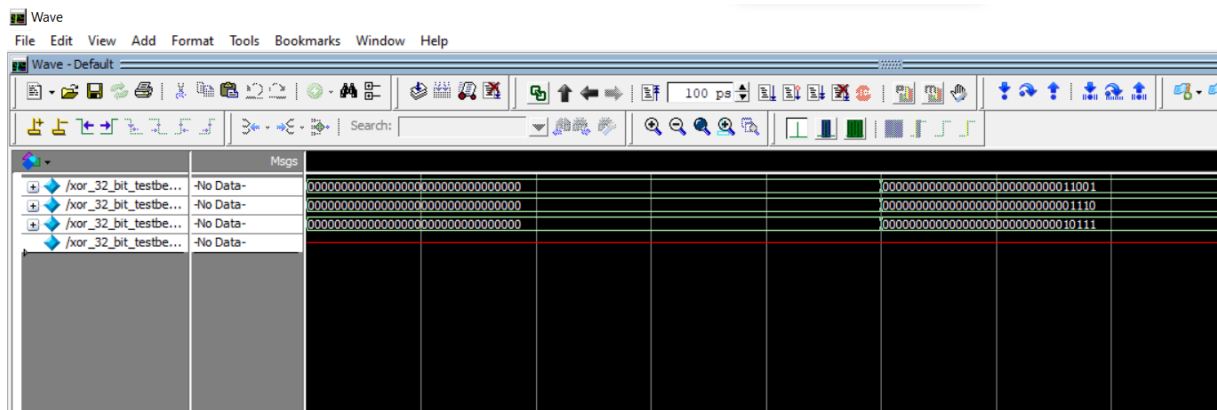 Wave
File Edit View Add Format Tools Bookmarks Window Help
Wave - Default
100 ps
Search:
Msgs
/xor_32_bit_testbe... -No Data- 00000000000000000000000000000000 00000000000000000000000000011001
/xor_32_bit_testbe... -No Data- 00000000000000000000000000000000 00000000000000000000000000001110
/xor_32_bit_testbe... -No Data- 00000000000000000000000000000000 00000000000000000000000000010111
/xor_32_bit_testbe... -No Data-